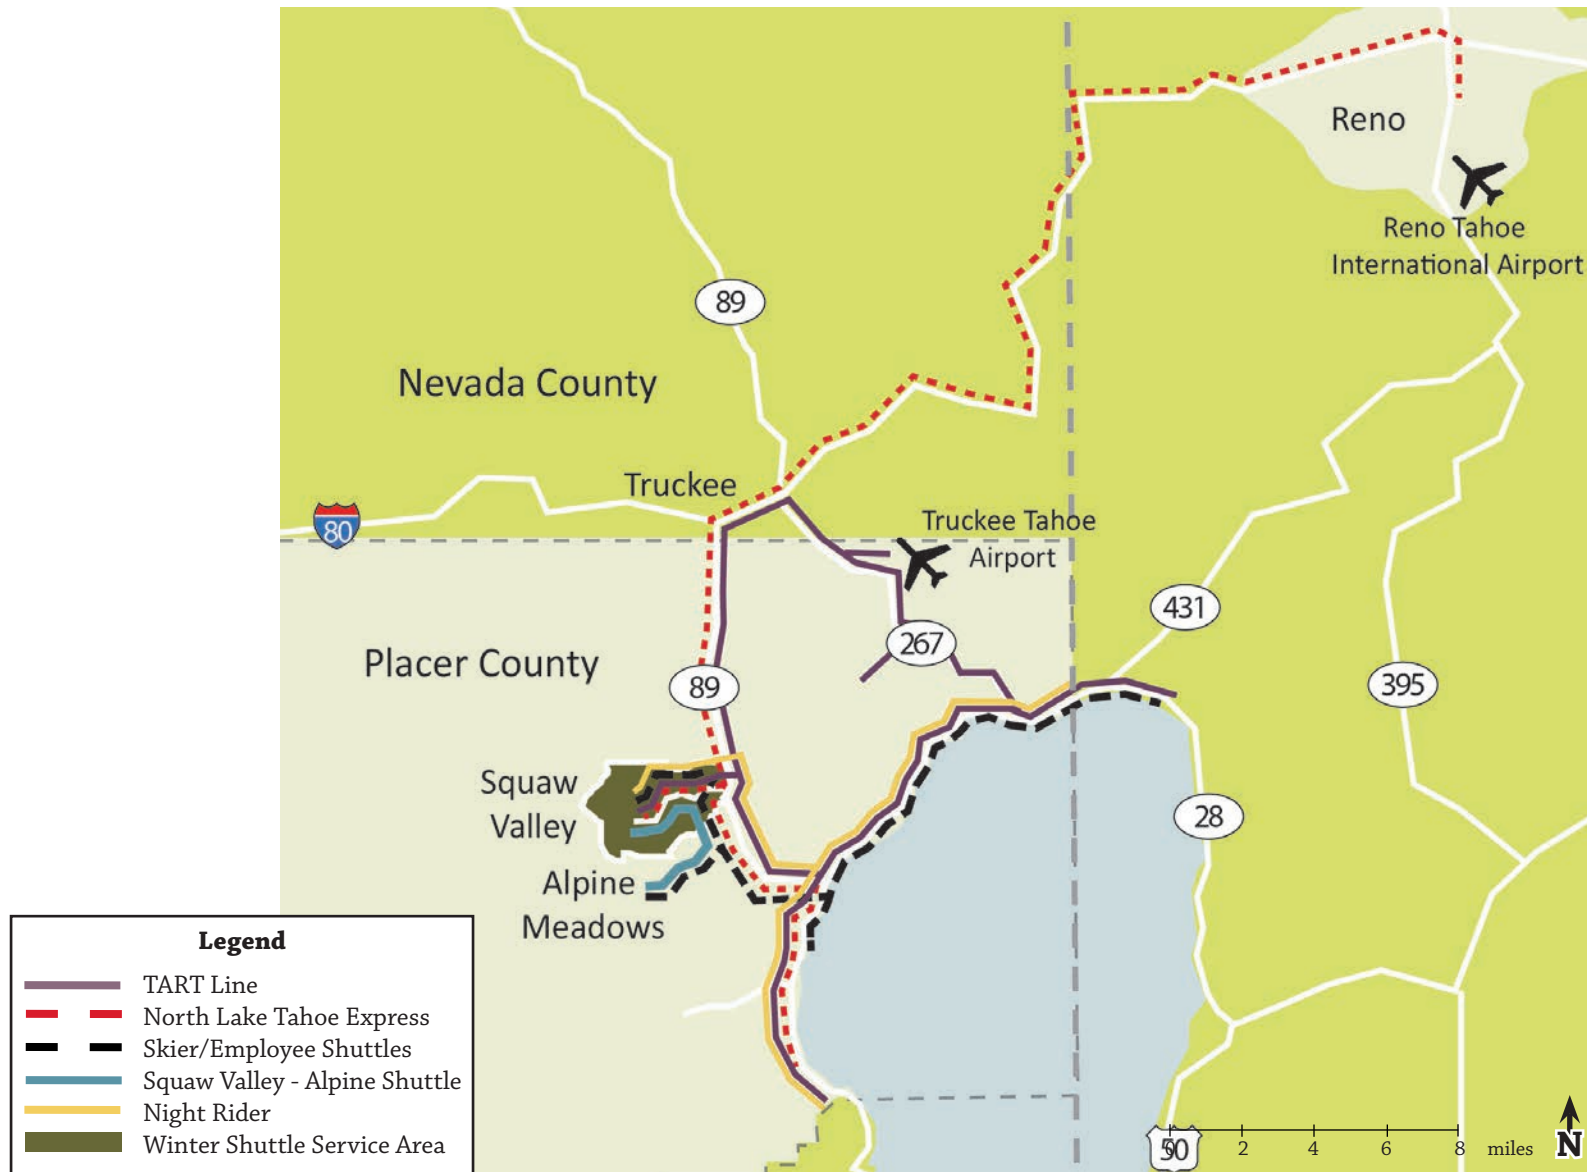 Reno
Reno Tahoe
International Airport
89
Nevada County
Truckee
80
Truckee Tahoe
Airport
431
267
Placer County
89
395
Squaw
Valley
28
Alpine
Meadows
Legend
TART Line
North Lake Tahoe Express
Skier/Employee Shuttles
Squaw Valley - Alpine Shuttle
Night Rider
Winter Shuttle Service Area
50
0 2 4 6 8 miles
N